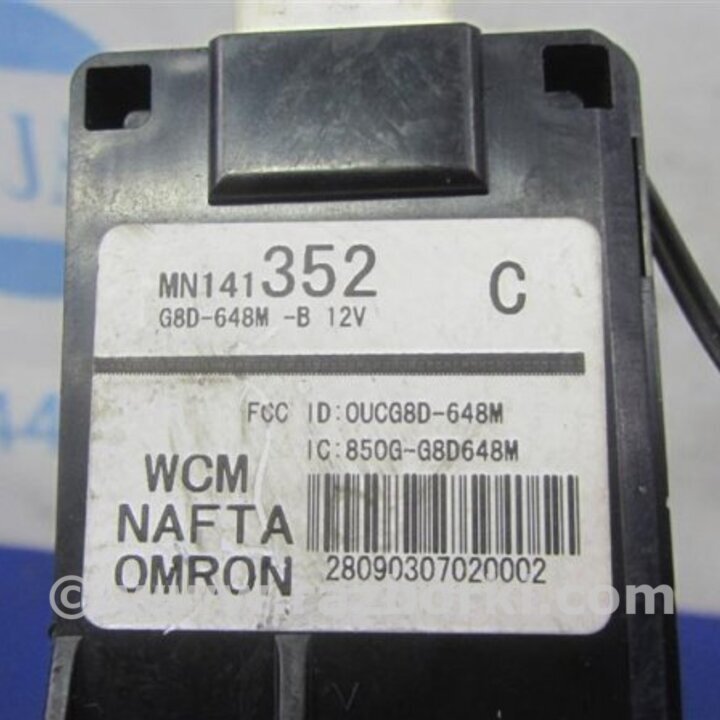 MN141352 C
G8D-648M -B 12V
FCC ID:OUCG8D-648M
IC:850G-G8D648M
WCM
NAFTA
OMRON
28090307020002